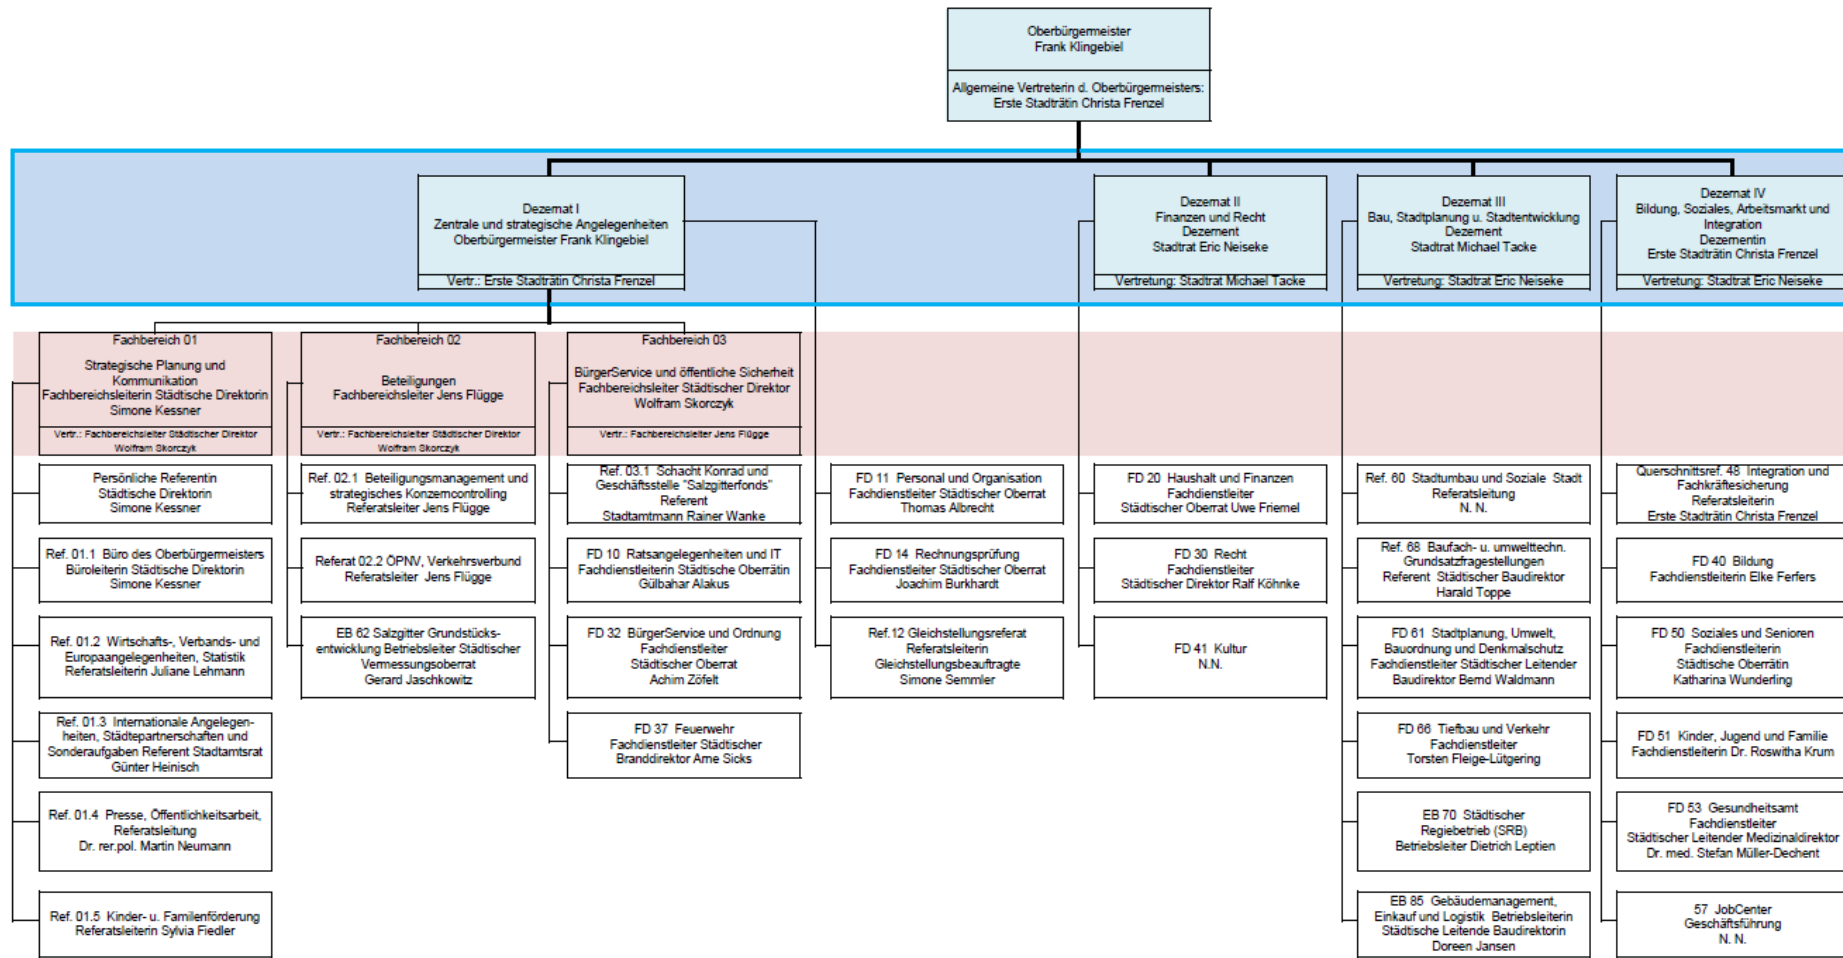 Oberbürgermeister
Frank Klingebiel
Allgemeine Vertreterin d. Oberbürgermeisters:
Erste Stadträtin Christa Frenzel
Dezernat I
Zentrale und strategische Angelegenheiten
Oberbürgermeister Frank Klingebiel
Vertr.: Erste Stadträtin Christa Frenzel
Dezernat II
Finanzen und Recht
Dezernent
Stadtrat Eric Neiseke
Vertretung: Stadtrat Michael Tacke
Dezernat III
Bau, Stadtplanung u. Stadtentwicklung
Dezernent
Stadtrat Michael Tacke
Vertretung: Stadtrat Eric Neiseke
Dezernat IV
Bildung, Soziales, Arbeitsmarkt und
Integration
Dezernentin
Erste Stadträtin Christa Frenzel
Vertretung: Stadtrat Eric Neiseke
Fachbereich 01
Strategische Planung und
Kommunikation
Fachbereichsleiterin Städtische Direktorin
Simone Kessner
Vertr.: Fachbereichsleiter Städtischer Direktor
Wolfram Skorczyk
Fachbereich 02
Beteiligungen
Fachbereichsleiter Jens Flügge
Vertr.: Fachbereichsleiter Städtischer Direktor
Wolfram Skorczyk
Fachbereich 03
BürgerService und öffentliche Sicherheit
Fachbereichsleiter Städtischer Direktor
Wolfram Skorczyk
Vertr.: Fachbereichsleiter Jens Flügge
Persönliche Referentin
Städtische Direktorin
Simone Kessner
Ref. 01.1 Büro des Oberbürgermeisters
Büroleiterin Städtische Direktorin
Simone Kessner
Ref. 01.2 Wirtschafts-, Verbands- und
Europaangelegenheiten, Statistik
Referatsleiterin Juliane Lehmann
Ref. 01.3 Internationale Angelegen-
heiten, Städtepartnerschaften und
Sonderaufgaben Referent Stadtamtsrat
Günter Heinisch
Ref. 01.4 Presse, Öffentlichkeitsarbeit,
Referatsleitung
Dr. rer.pol. Martin Neumann
Ref. 01.5 Kinder- u. Familenförderung
Referatsleiterin Sylvia Fiedler
Ref. 02.1 Beteiligungsmanagement und
strategisches Konzerncontrolling
Referatsleiter Jens Flügge
Referat 02.2 ÖPNV, Verkehrsverbund
Referatsleiter Jens Flügge
EB 62 Salzgitter Grundstücks-
entwicklung Betriebsleiter Städtischer
Vermessungsoberrat
Gerard Jaschkowitz
Ref. 03.1 Schacht Konrad und
Geschäftsstelle "Salzgitterfonds"
Referent
Stadtamtmann Rainer Wanke
FD 10 Ratsangelegenheiten und IT
Fachdienstleiterin Städtische Oberrätin
Gülbahar Alakus
FD 32 BürgerService und Ordnung
Fachdienstleiter
Städtischer Oberrat
Achim Zöfelt
FD 37 Feuerwehr
Fachdienstleiter Städtischer
Branddirektor Arne Sicks
FD 11 Personal und Organisation
Fachdienstleiter Städtischer Oberrat
Thomas Albrecht
FD 14 Rechnungsprüfung
Fachdienstleiter Städtischer Oberrat
Joachim Burkhardt
Ref.12 Gleichstellungsreferat
Referatsleiterin
Gleichstellungsbeauftragte
Simone Semmler
FD 20 Haushalt und Finanzen
Fachdienstleiter
Städtischer Oberrat Uwe Friemel
FD 30 Recht
Fachdienstleiter
Städtischer Direktor Ralf Köhnke
FD 41 Kultur
N.N.
Ref. 60 Stadtumbau und Soziale Stadt
Referatsleitung
N. N.
Ref. 68 Baufach- u. umwelttechn.
Grundsatzfragestellungen
Referent Städtischer Baudirektor
Harald Toppe
FD 61 Stadtplanung, Umwelt,
Bauordnung und Denkmalschutz
Fachdienstleiter Städtischer Leitender
Baudirektor Bernd Waldmann
FD 66 Tiefbau und Verkehr
Fachdienstleiter
Torsten Fleige-Lütgering
EB 70 Städtischer
Regiebetrieb (SRB)
Betriebsleiter Dietrich Leptien
EB 85 Gebäudemanagement,
Einkauf und Logistik Betriebsleiterin
Städtische Leitende Baudirektorin
Doreen Jansen
Querschnittsref. 48 Integration und
Fachkräftesicherung
Referatsleiterin
Erste Stadträtin Christa Frenzel
FD 40 Bildung
Fachdienstleiterin Elke Ferfers
FD 50 Soziales und Senioren
Fachdienstleiterin
Städtische Oberrätin
Katharina Wunderling
FD 51 Kinder, Jugend und Familie
Fachdienstleiterin Dr. Roswitha Krum
FD 53 Gesundheitsamt
Fachdienstleiter
Städtischer Leitender Medizinaldirektor
Dr. med. Stefan Müller-Dechent
57 JobCenter
Geschäftsführung
N. N.